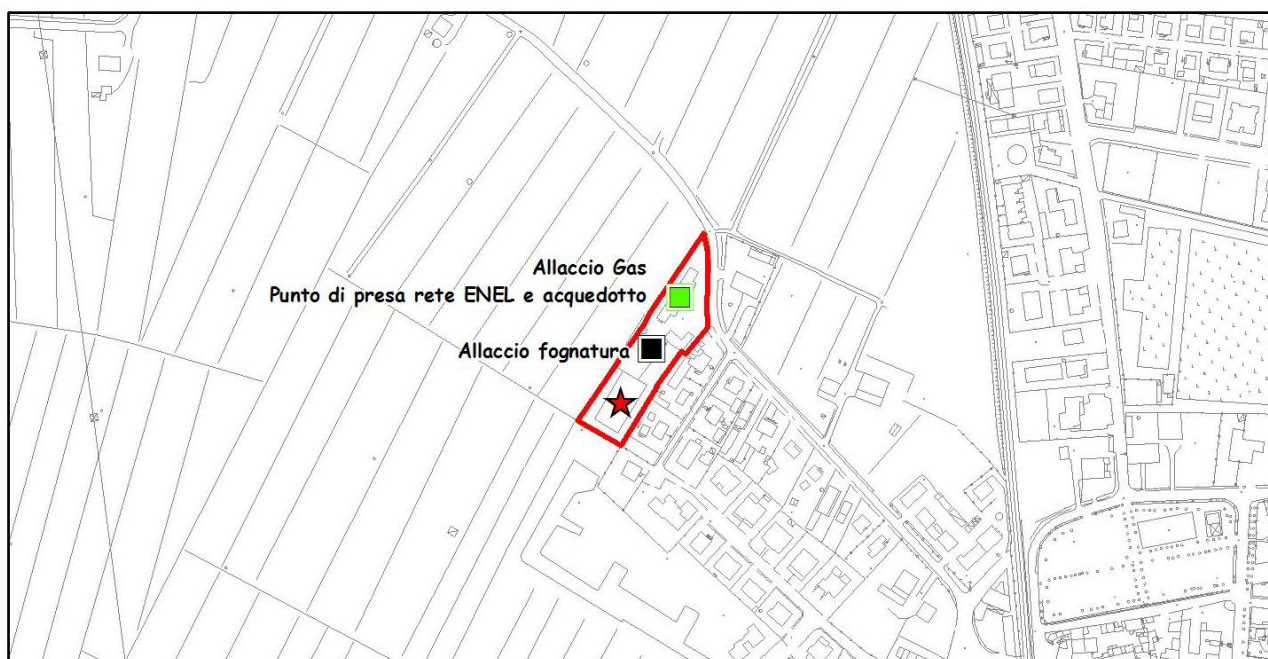 Allaccio Gas
Punto di presa rete ENEL e acquedotto
Allaccio fognatura